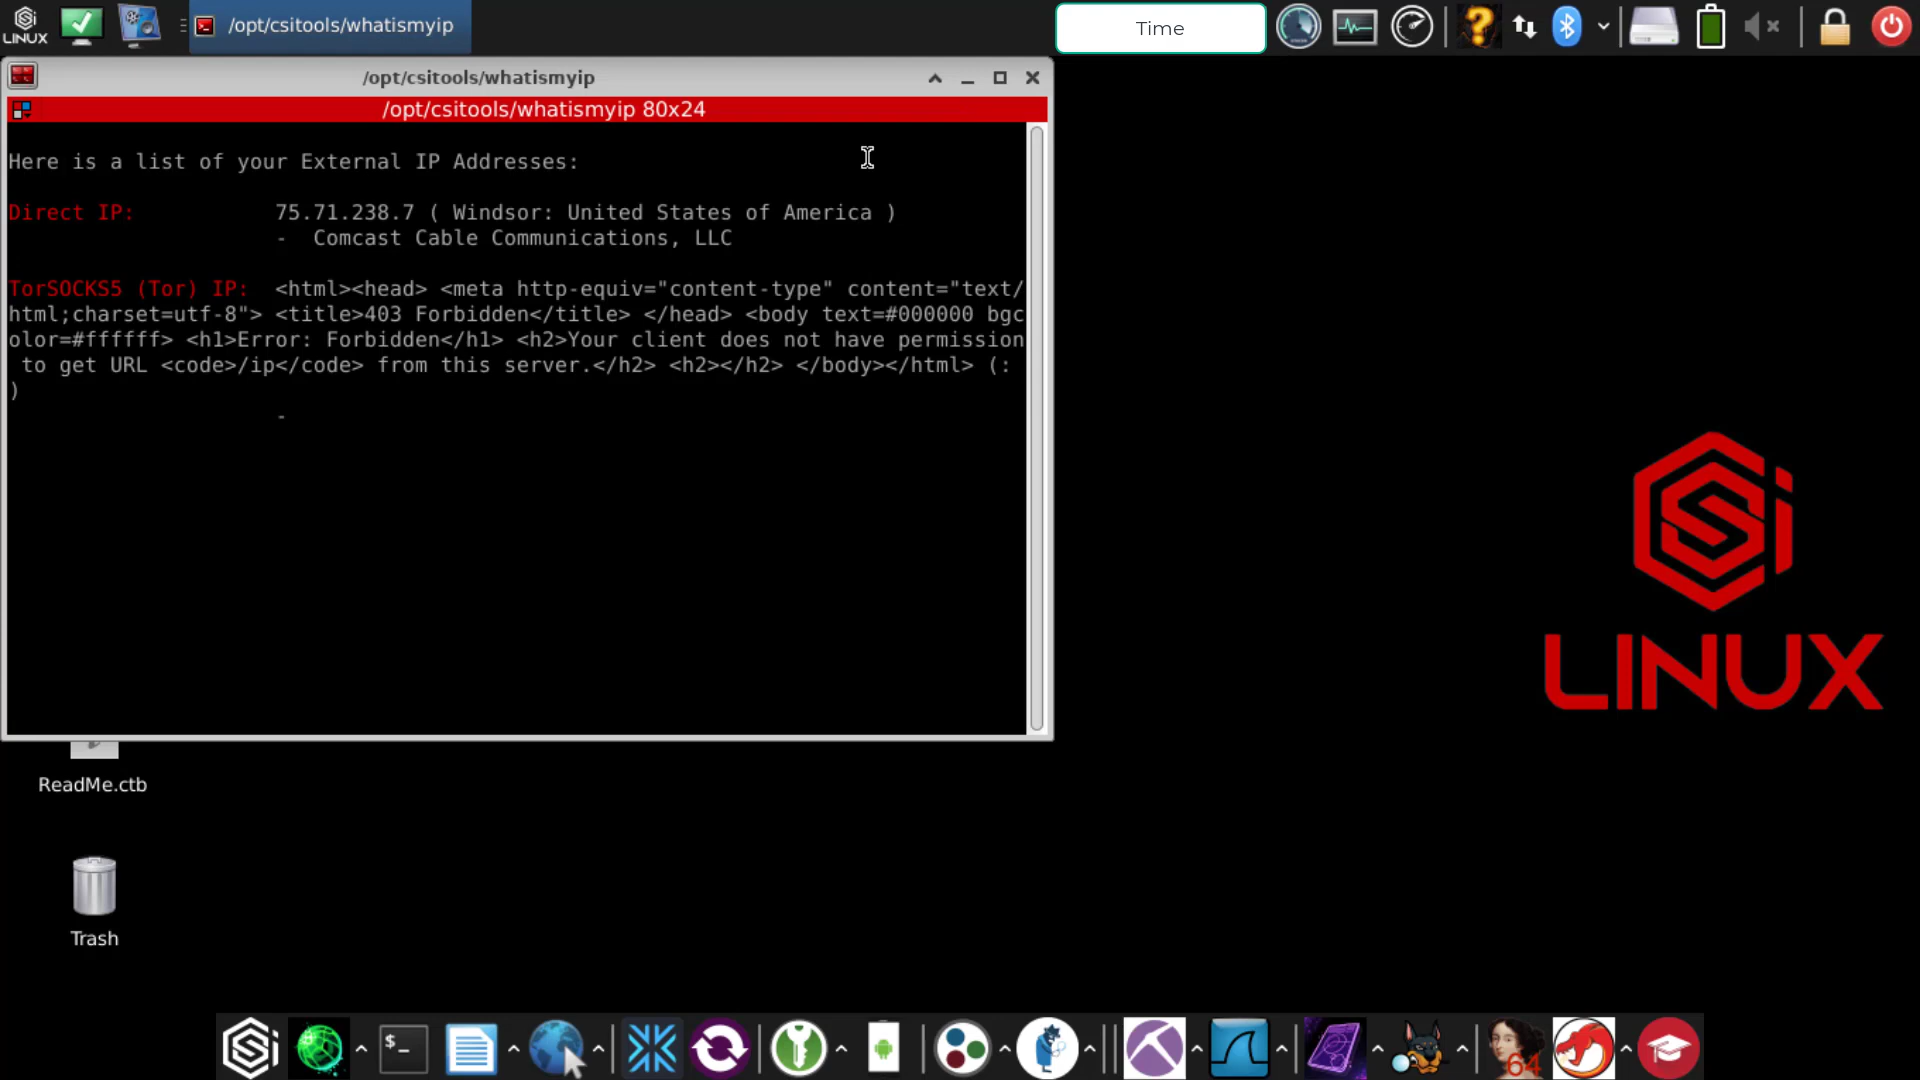 LINUX
/opt/csitools/whatismyip
Time
/opt/csitools/whatismyip
/opt/csitools/whatismyip 80x24
Here is a list of your External IP Addresses:
Direct IP: 75.71.238.7 ( Windsor: United States of America )
- Comcast Cable Communications, LLC
TorSOCKS5 (Tor) IP: <html><head> <meta http-equiv="content-type" content="text/
html;charset=utf-8"> <title>403 Forbidden</title> </head> <body text=#000000 bgc
olor=#ffffff> <h1>Error: Forbidden</h1> <h2>Your client does not have permission
to get URL <code>/ip</code> from this server.</h2> <h2></h2> </body></html> (:
)
-
LINUX
ReadMe.ctb
Trash
$_
64